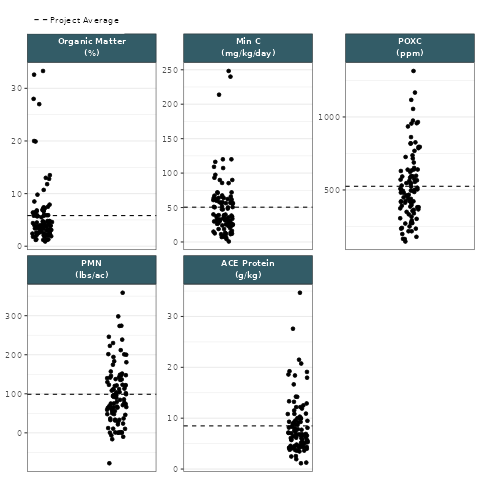 Project Average
Organic Matter
(%)
Min C
(mg/kg/day)
POXC
(ppm)
30
20
10
0
250
200
150
100
50
0
1000
500
PMN
(lbs/ac)
ACE Protein
(g/kg)
300
200
100
0
30
20
10
0